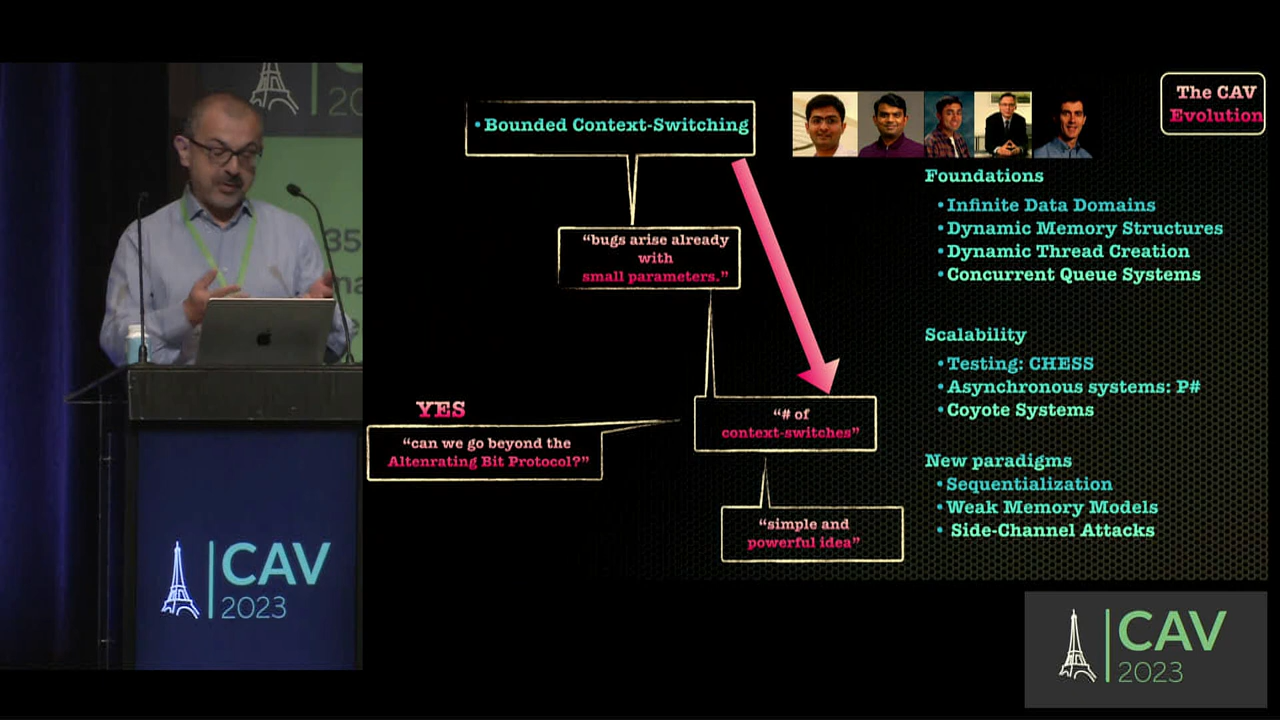 • Bounded Context-Switching
The CAV
Evolution
"bugs arise already
with
small parameters."
YES
"can we go beyond the
Altenrating Bit Protocol?"
"# of
context-switches"
"simple and
powerful idea"
Foundations
• Infinite Data Domains
• Dynamic Memory Structures
• Dynamic Thread Creation
• Concurrent Queue Systems
Scalability
• Testing: CHESS
• Asynchronous systems: P#
• Coyote Systems
New paradigms
• Sequentialization
• Weak Memory Models
• Side-Channel Attacks
CAV
2023
CAV
2023